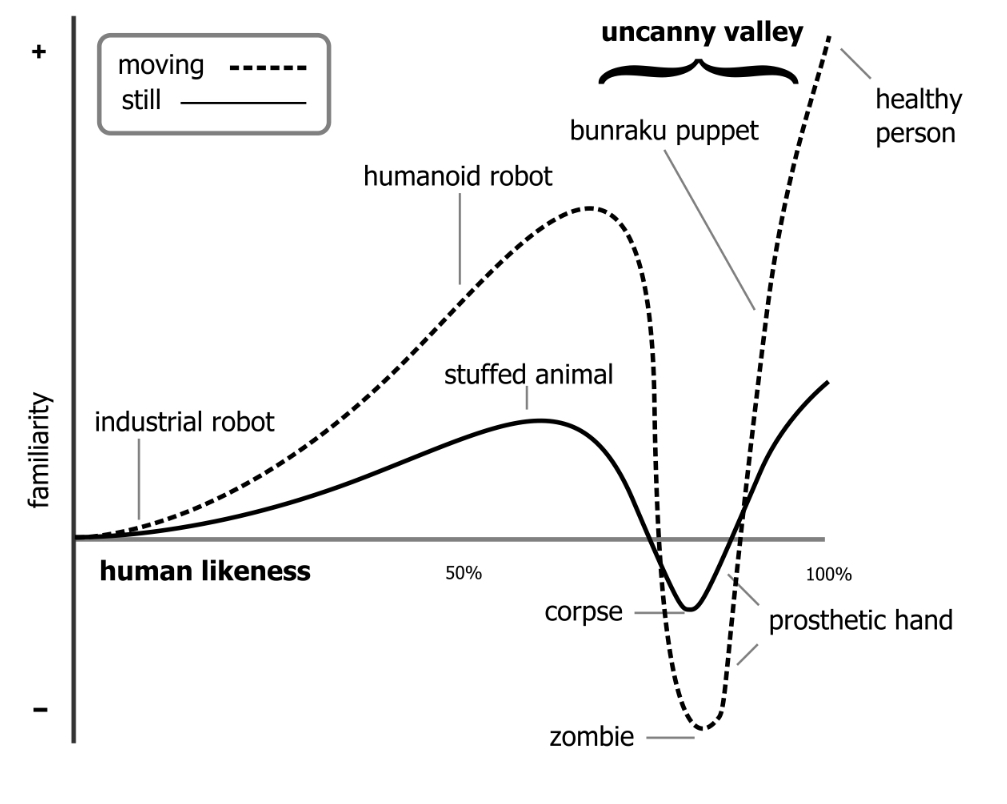 +
moving
still
uncanny valley
healthy
person
bunraku puppet
humanoid robot
stuffed animal
industrial robot
familiarity
human likeness
50%
100%
corpse
prosthetic hand
–
zombie